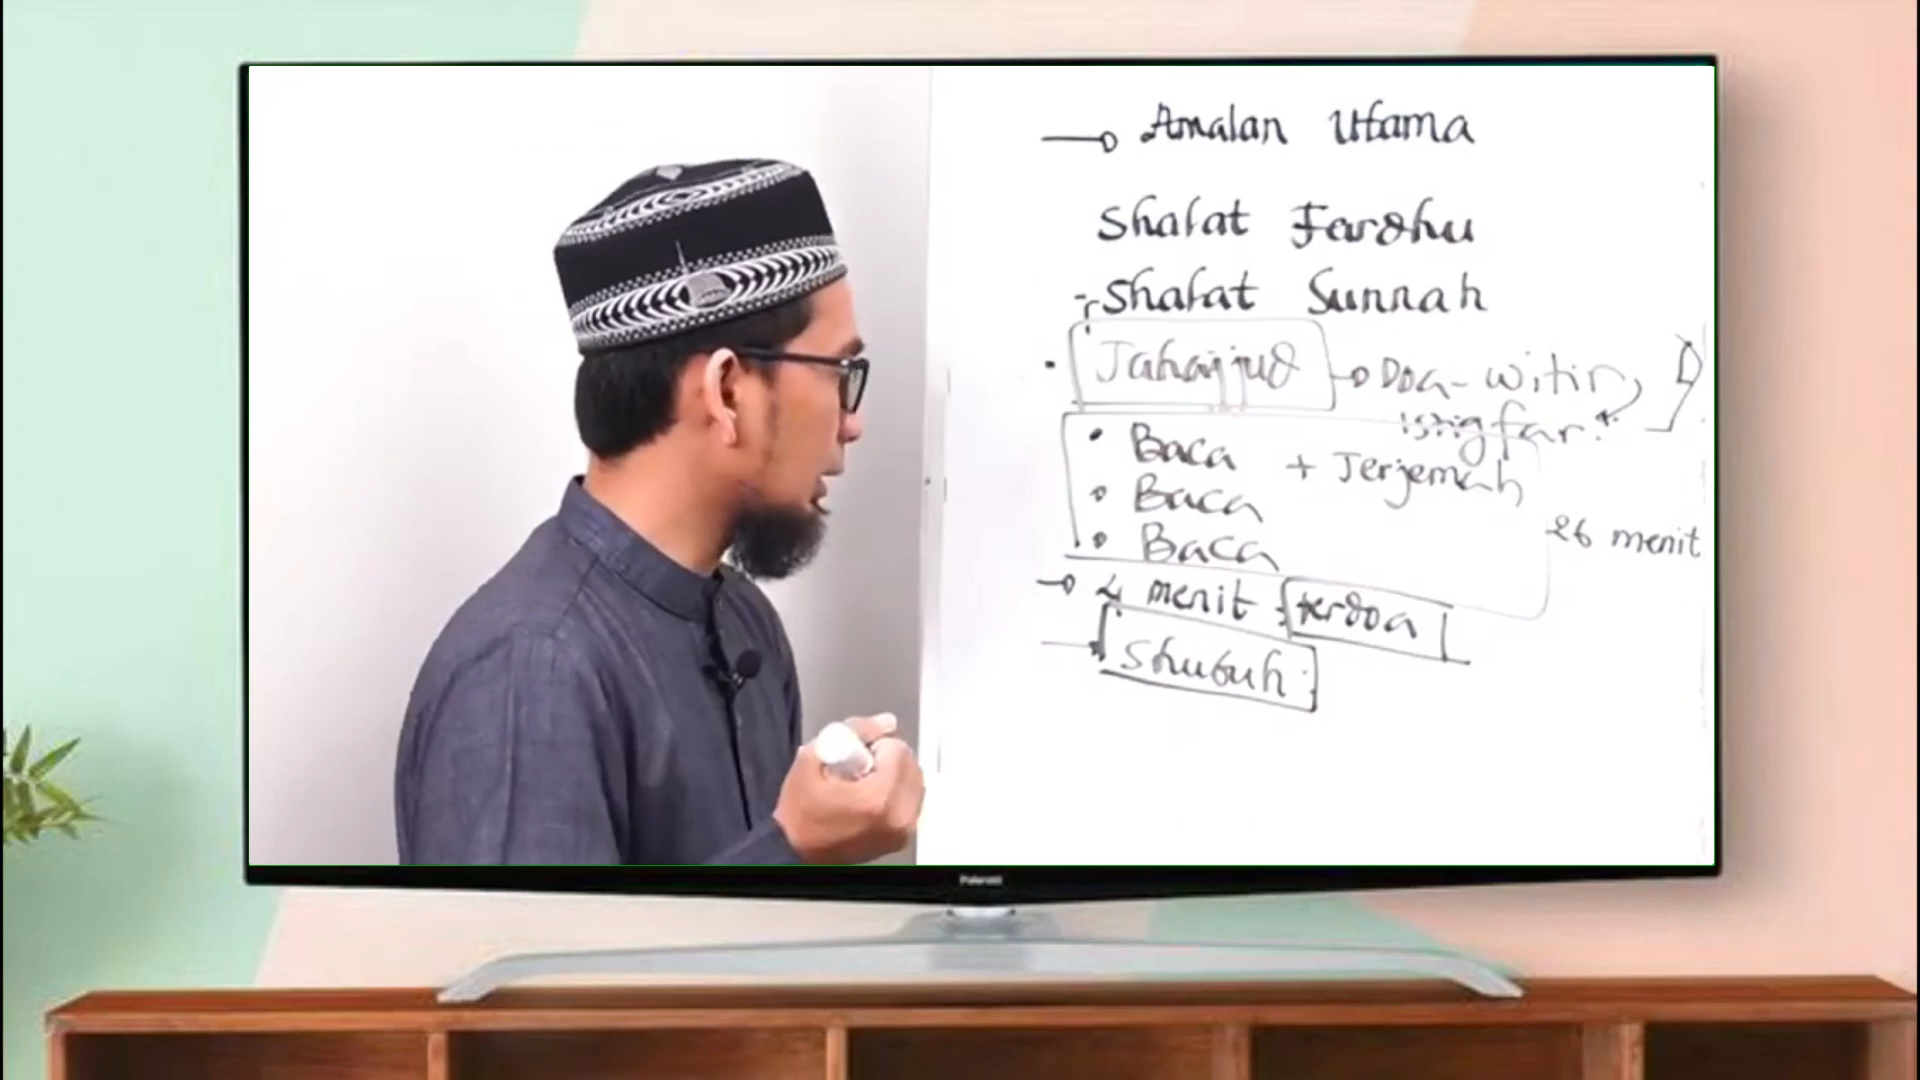 Amalan Utama
Shalat Fardhu
Shalat Sunnah
Tahajjud Doa - witir,
istigfar.
Baca + Terjemah
Baca
Baca
26 menit
4 menit berdoa
Shubuh
Polaroid